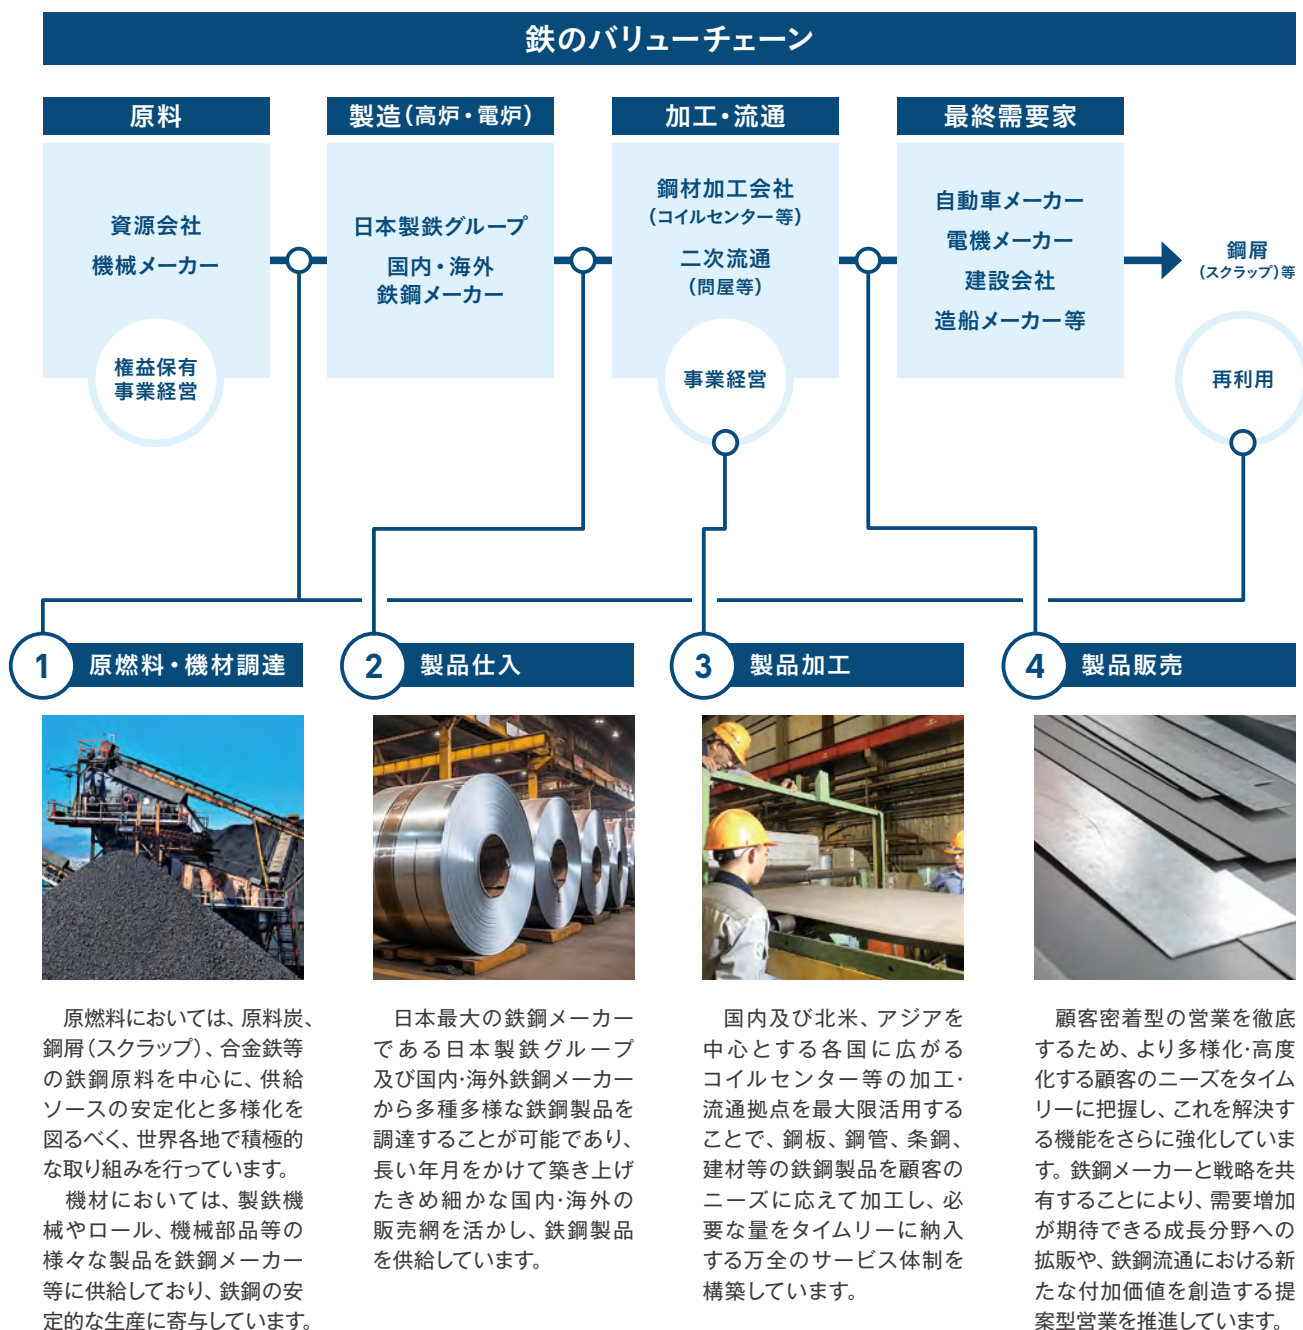 鉄のバリューチェーン
原料
資源会社
機械メーカー
権益保有
事業経営
製造(高炉・電炉)
日本製鉄グループ
国内・海外
鉄鋼メーカー
加工・流通
鋼材加工会社
(コイルセンター等)
二次流通
(問屋等)
事業経営
最終需要家
自動車メーカー
電機メーカー
建設会社
造船メーカー等
鋼屑
(スクラップ)等
再利用
1 原燃料・機材調達
原燃料においては、原料炭、
鋼屑(スクラップ)、合金鉄等
の鉄鋼原料を中心に、供給
ソースの安定化と多様化を
図るべく、世界各地で積極的
な取り組みを行っています。
機材においては、製鉄機
械やロール、機械部品等の
様々な製品を鉄鋼メーカー
等に供給しており、鉄鋼の安
定的な生産に寄与しています。
2 製品仕入
日本最大の鉄鋼メーカー
である日本製鉄グループ
及び国内・海外鉄鋼メーカー
から多種多様な鉄鋼製品を
調達することが可能であり、
長い年月をかけて築き上げ
たきめ細かな国内・海外の
販売網を活かし、鉄鋼製品
を供給しています。
3 製品加工
国内及び北米、アジアを
中心とする各国に広がる
コイルセンター等の加工・
流通拠点を最大限活用する
ことで、鋼板、鋼管、条鋼、
建材等の鉄鋼製品を顧客の
ニーズに応えて加工し、必
要な量をタイムリーに納入
する万全のサービス体制を
構築しています。
4 製品販売
顧客密着型の営業を徹底
するため、より多様化・高度
化する顧客のニーズをタイム
リーに把握し、これを解決す
る機能をさらに強化していま
す。鉄鋼メーカーと戦略を共
有することにより、需要増加
が期待できる成長分野への
拡販や、鉄鋼流通における新
たな付加価値を創造する提
案型営業を推進しています。